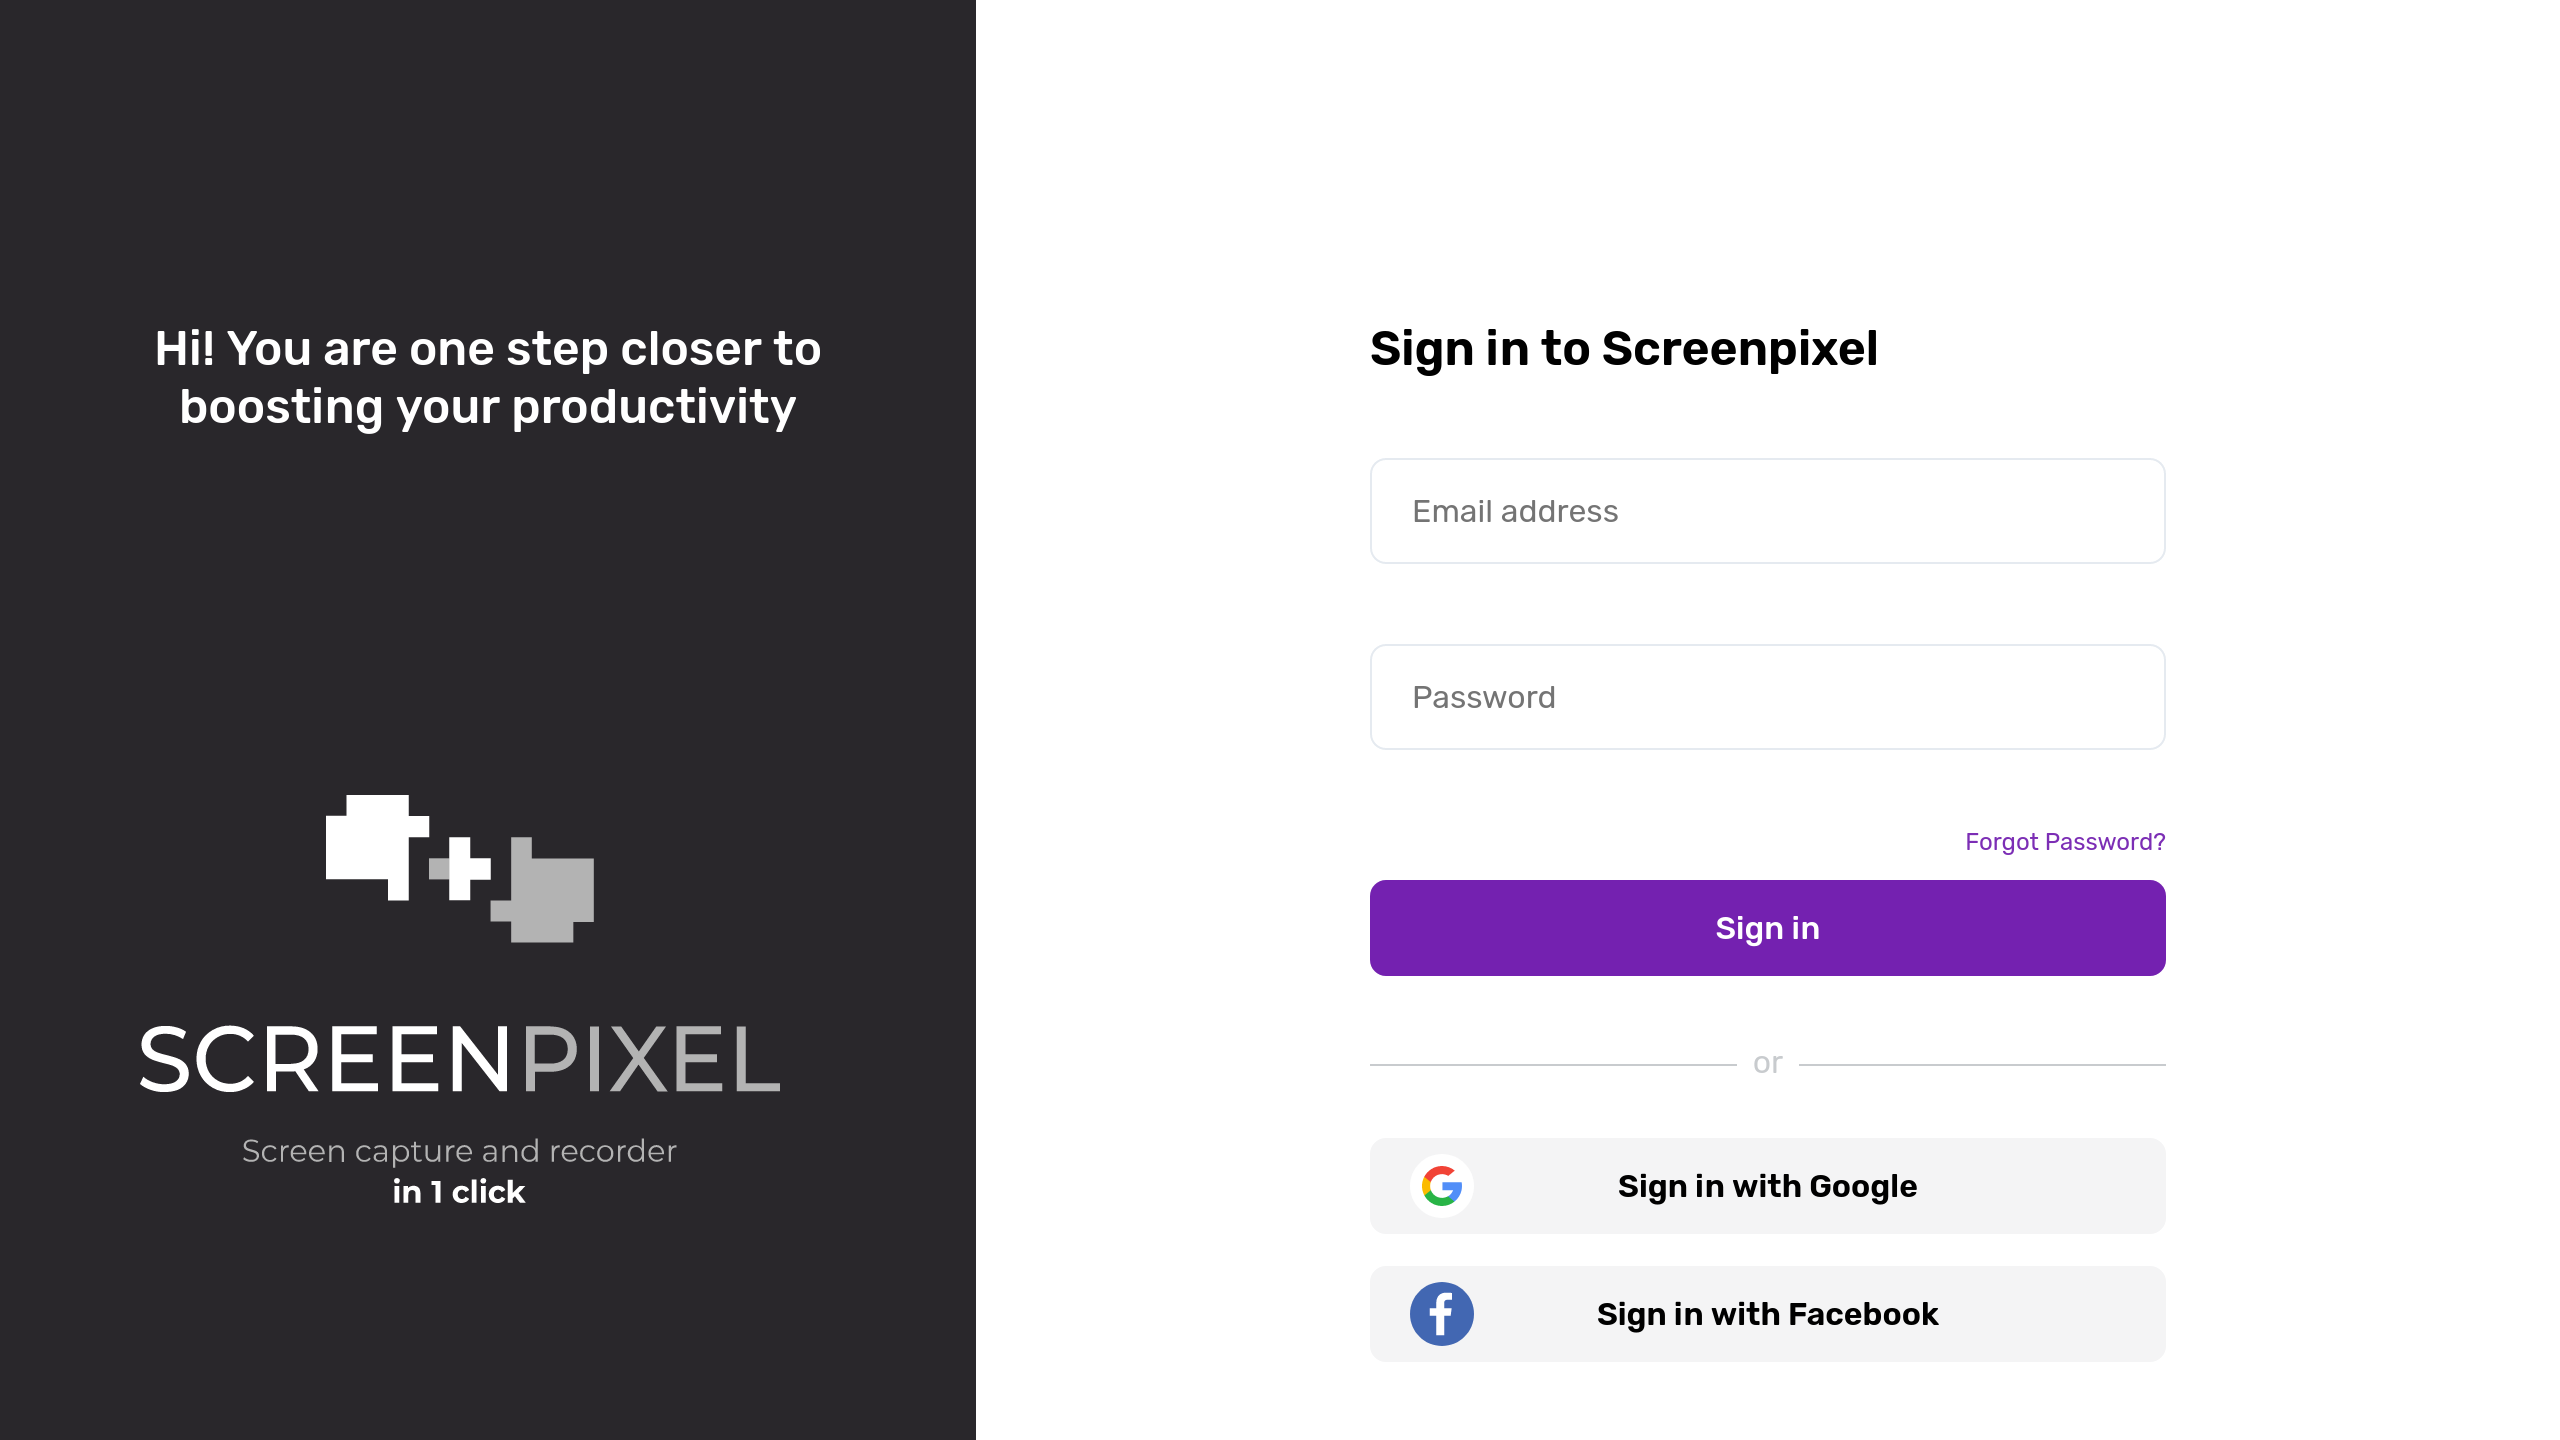 Hi! You are one step closer to
boosting your productivity
SCREENPIXEL
Screen capture and recorder
in 1 click
Sign in to Screenpixel
Email address
Password
Forgot Password?
Sign in
or
Sign in with Google
Sign in with Facebook